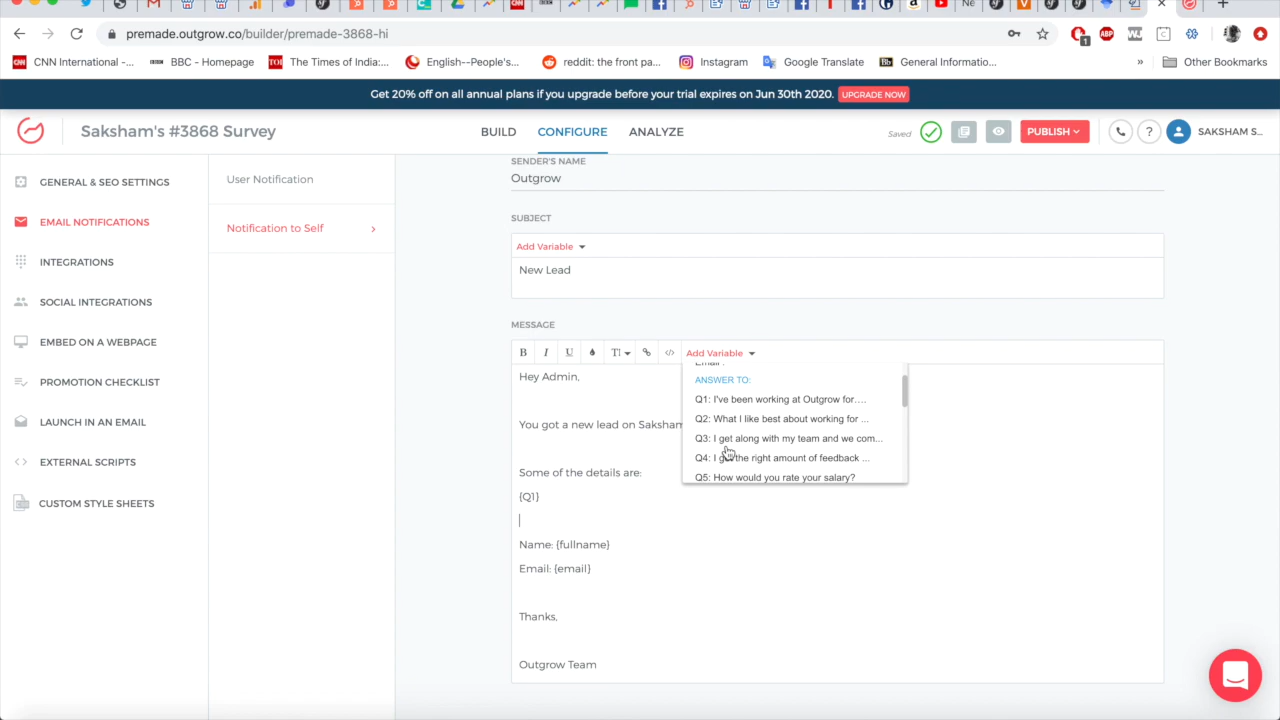 Ne
premade.outgrow.co/builder/premade-3868-hi
1
ABP
WJ
CNN International -...
BBC - Homepage
TOI The Times of India:...
English--People's...
reddit: the front pa...
Instagram
Google Translate
Bb General Informatio...
»
Other Bookmarks
Get 20% off on all annual plans if you upgrade before your trial expires on Jun 30th 2020. UPGRADE NOW
Saksham's #3868 Survey
BUILD
CONFIGURE
ANALYZE
Saved
PUBLISH
?
SAKSHAM S...
GENERAL & SEO SETTINGS
EMAIL NOTIFICATIONS
INTEGRATIONS
SOCIAL INTEGRATIONS
EMBED ON A WEBPAGE
PROMOTION CHECKLIST
LAUNCH IN AN EMAIL
EXTERNAL SCRIPTS
CUSTOM STYLE SHEETS
User Notification
Notification to Self
SENDER'S NAME
Outgrow
SUBJECT
Add Variable
New Lead
MESSAGE
B I U T! </> Add Variable
Email :
ANSWER TO:
Q1: I've been working at Outgrow for....
Q2: What I like best about working for ...
Q3: I get along with my team and we com...
Q4: I get the right amount of feedback ...
Q5: How would you rate your salary?
Hey Admin,
You got a new lead on Saksham
Some of the details are:
{Q1}
Name: {fullname}
Email: {email}
Thanks,
Outgrow Team